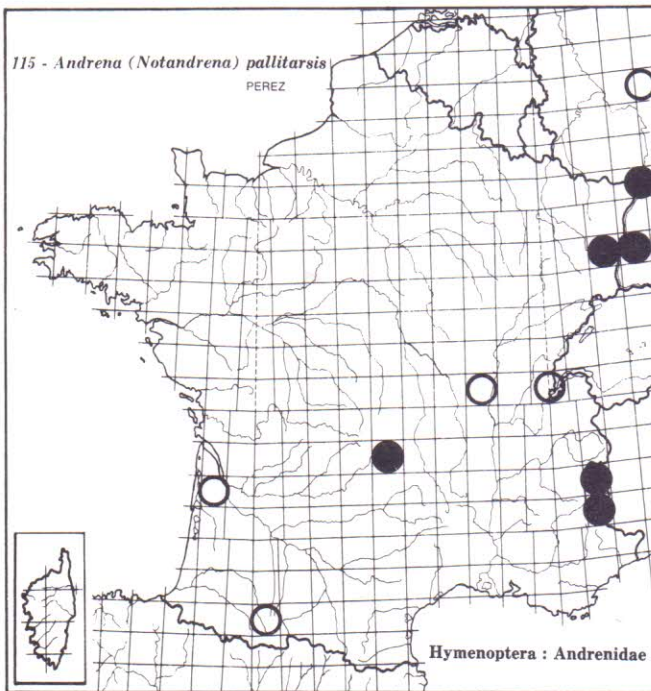 115 - Andrena (Notandrena) pallitarsis
PEREZ
Hymenoptera : Andrenidae